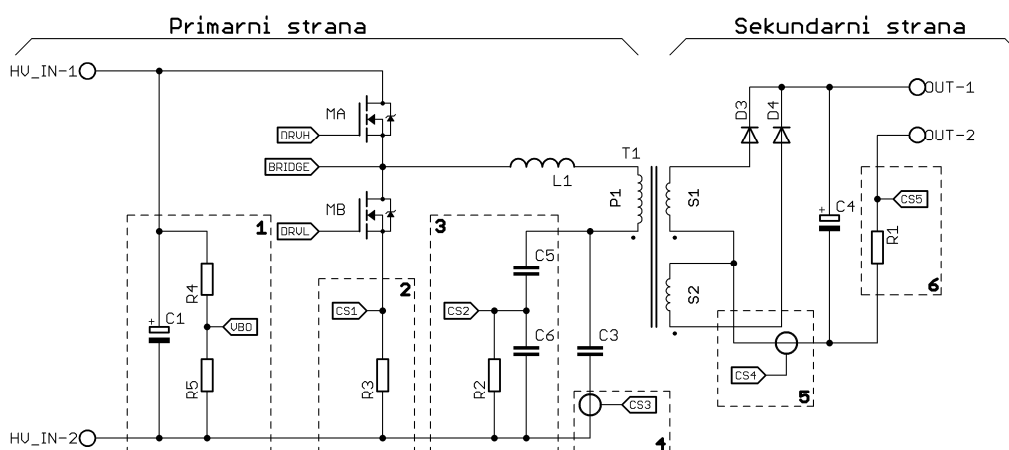 Primarni strana
Sekundarni strana
HV_IN-1
OUT-1
D3
D4
MA
DRVH
OUT-2
T1
BRIDGE
L1
P1
S1
MB
CS5
C4
DRVL
1
3
R1
C5
R4
2
S2
6
C1
VBO
CS1
CS2
C6
C3
R5
R3
R2
CS4
5
CS3
4
HV_IN-2
+
+